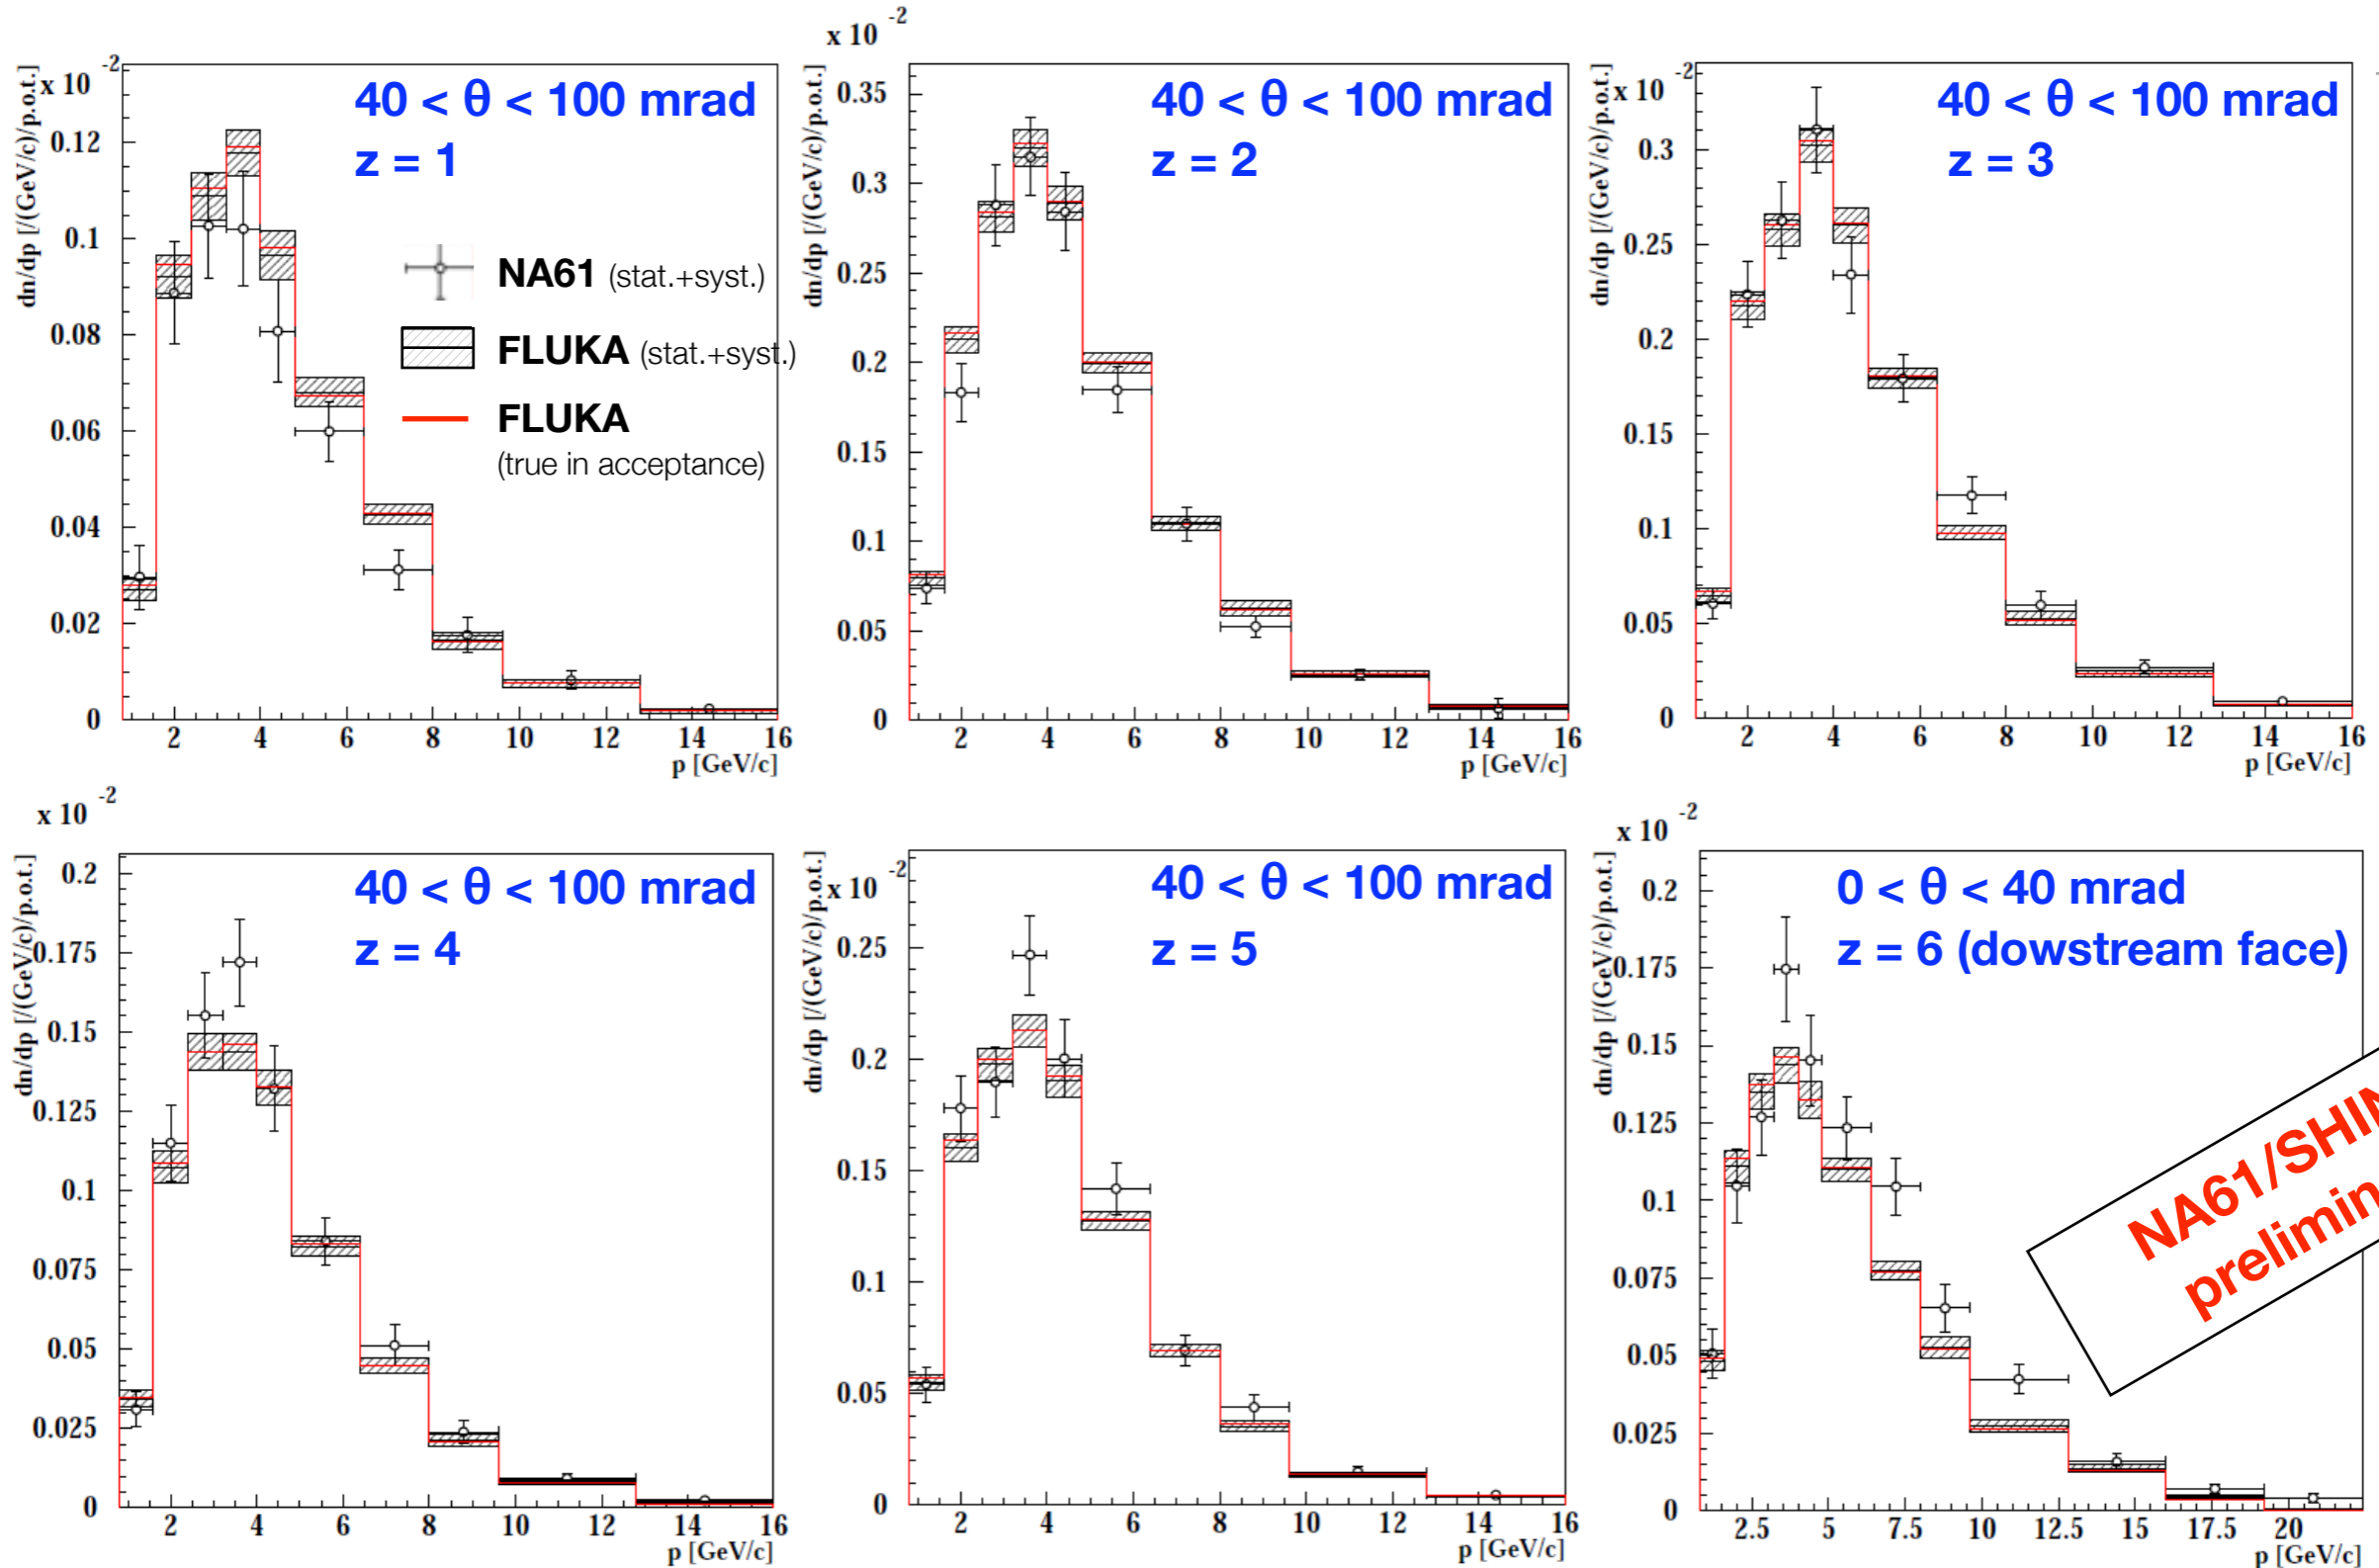 x 10 -2
dn/dp [/(GeV/c)/p.o.t.]
40 < θ < 100 mrad
z = 1
NA61 (stat.+syst.)
FLUKA (stat.+syst.)
FLUKA
(true in acceptance)
0.12
0.1
0.08
0.06
0.04
0.02
0
2 4 6 8 10 12 14 16
p [GeV/c]
x 10 -2
dn/dp [/(GeV/c)/p.o.t.]
40 < θ < 100 mrad
z = 2
0.35
0.3
0.25
0.2
0.15
0.1
0.05
0
2 4 6 8 10 12 14 16
p [GeV/c]
x 10 -2
dn/dp [/(GeV/c)/p.o.t.]
40 < θ < 100 mrad
z = 3
0.3
0.25
0.2
0.15
0.1
0.05
0
2 4 6 8 10 12 14 16
p [GeV/c]
x 10 -2
dn/dp [/(GeV/c)/p.o.t.]
40 < θ < 100 mrad
z = 4
0.2
0.175
0.15
0.125
0.1
0.075
0.05
0.025
0
2 4 6 8 10 12 14 16
p [GeV/c]
x 10 -2
dn/dp [/(GeV/c)/p.o.t.]
40 < θ < 100 mrad
z = 5
0.25
0.2
0.15
0.1
0.05
0
2 4 6 8 10 12 14 16
p [GeV/c]
x 10 -2
dn/dp [/(GeV/c)/p.o.t.]
0 < θ < 40 mrad
z = 6 (dowstream face)
0.2
0.175
0.15
0.125
0.1
0.075
0.05
0.025
0
2.5 5 7.5 10 12.5 15 17.5 20
p [GeV/c]
NA61/SHIN
prelimin